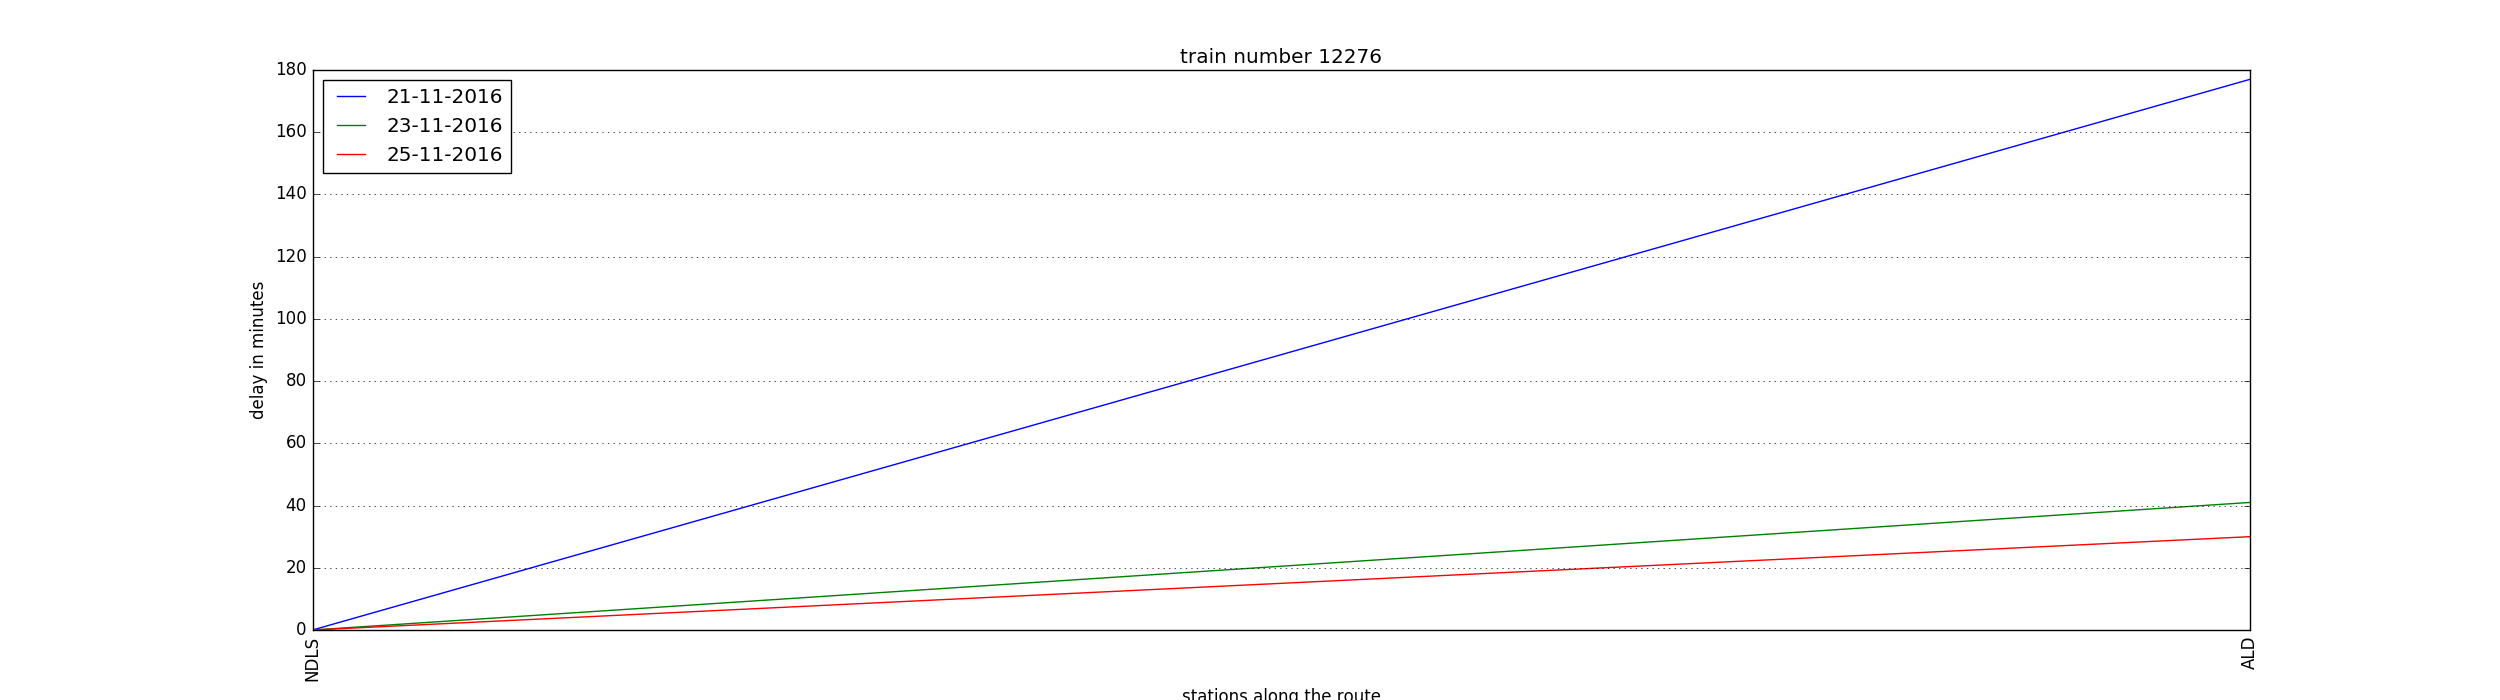 train number 12276
180
160
140
120
100
80
60
40
20
0
delay in minutes
21-11-2016
23-11-2016
25-11-2016
NDLS
ALD
stations along the route